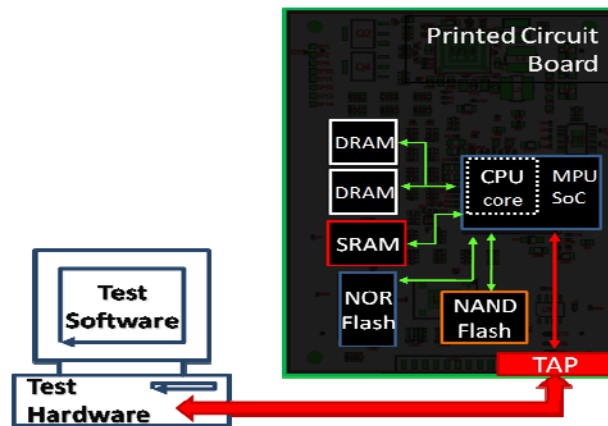 Printed Circuit
Board
DRAM
DRAM
CPU
core
MPU
SoC
SRAM
NOR
Flash
NAND
Flash
TAP
Test
Software
Test
Hardware